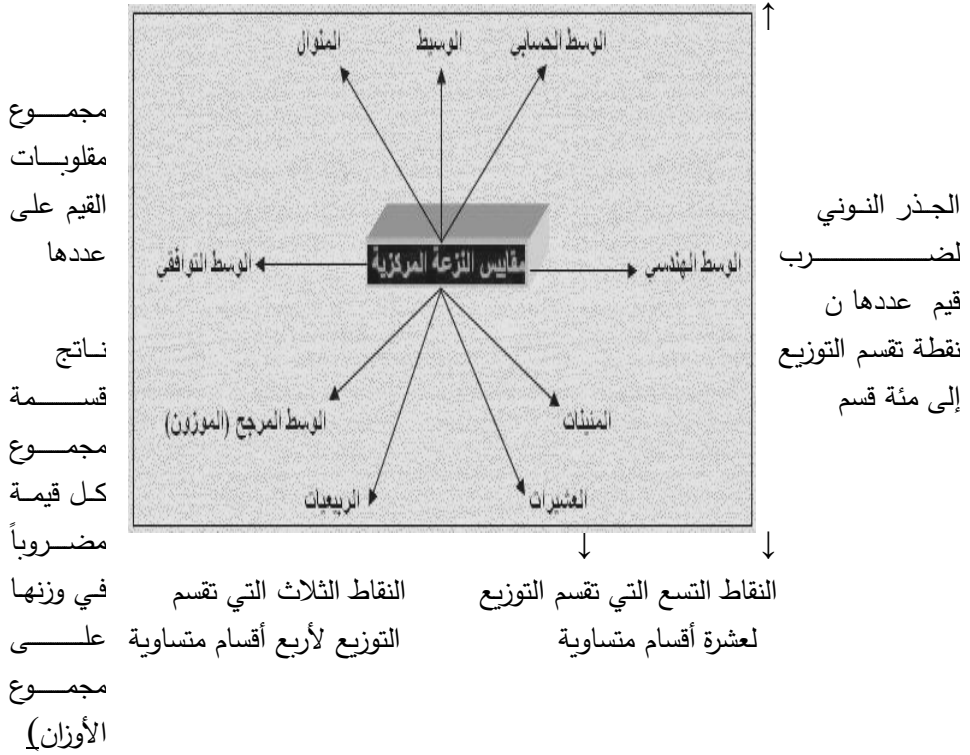 الوسط الحسابي
الوسيط
المنوال
الوسط الهندسي
مقاييس النزعة المركزية
الوسط التوافقي
المئينات
الوسط المرجح (الموزون)
العشيرات
الربيعيات
الجذر النوني
لضرب
قيم عددها ن
نقطة تقسم التوزيع
إلى مئة قسم
مجموع
مقلوبات
القيم على
عددها
ناتج
قسمة
مجموع
كل قيمة
مضروباً
في وزنها
على
مجموع
الأوزان)
النقاط التسع التي تقسم التوزيع
لعشرة أقسام متساوية
النقاط الثلاث التي تقسم
التوزيع لأربع أقسام متساوية